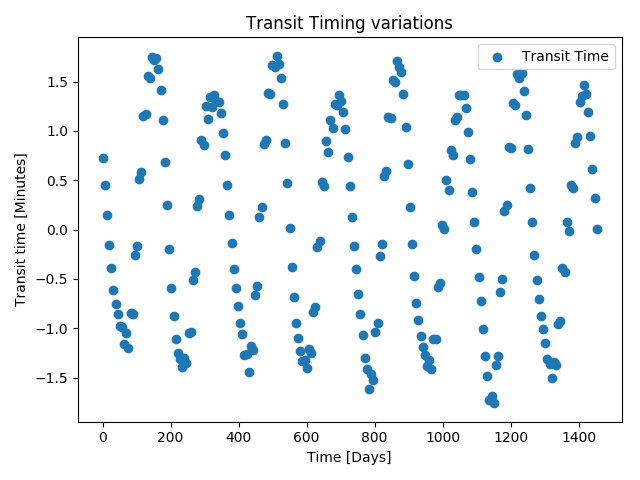 Transit Timing variations
Transit Time
1.5
1.0
0.5
0.0
−0.5
−1.0
−1.5
Transit time [Minutes]
0 200 400 600 800 1000 1200 1400
Time [Days]